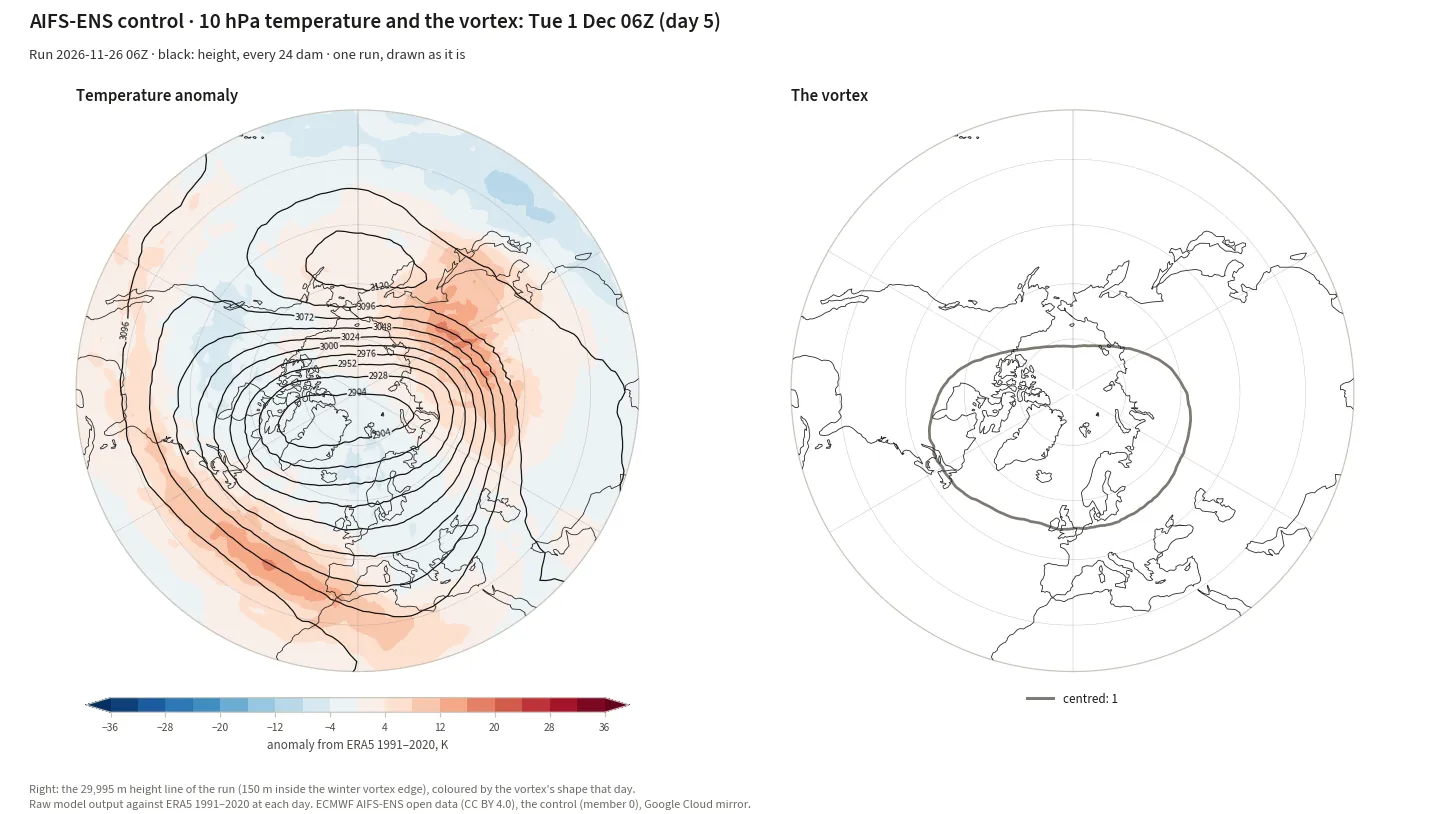 AIFS-ENS control · 10 hPa temperature and the vortex: Tue 1 Dec 06Z (day 5)
Run 2026-11-26 06Z · black: height, every 24 dam · one run, drawn as it is
Temperature anomaly
The vortex
3120
3096
3072
3048
3096
3024
3000
2976
2952
2928
2904
2904
centred: 1
−36 −28 −20 −12 −4 4 12 20 28 36
anomaly from ERA5 1991–2020, K
Right: the 29,995 m height line of the run (150 m inside the winter vortex edge), coloured by the vortex's shape that day.
Raw model output against ERA5 1991–2020 at each day. ECMWF AIFS-ENS open data (CC BY 4.0), the control (member 0), Google Cloud mirror.